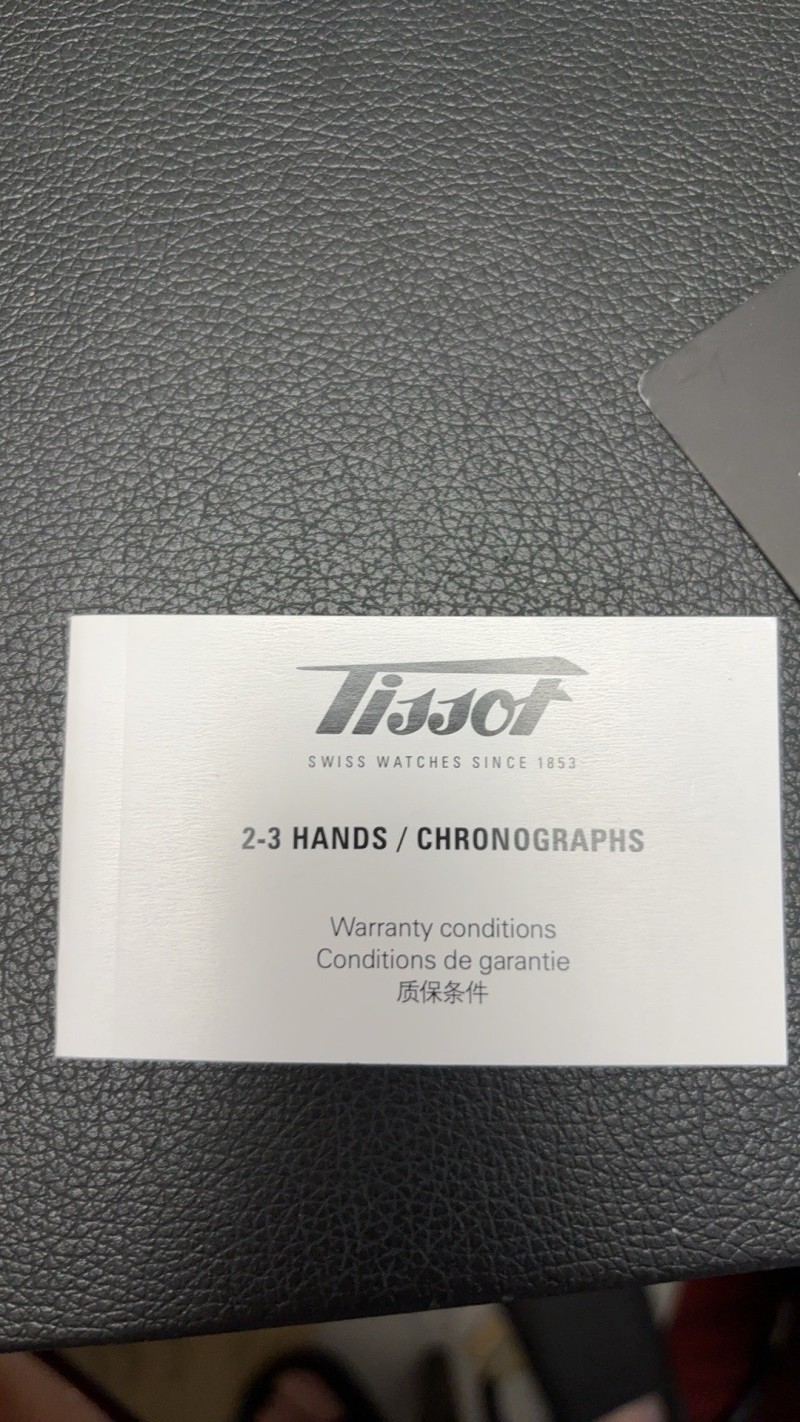 Tissot
SWISS WATCHES SINCE 1853
2-3 HANDS / CHRONOGRAPHS
Warranty conditions
Conditions de garantie
质保条件